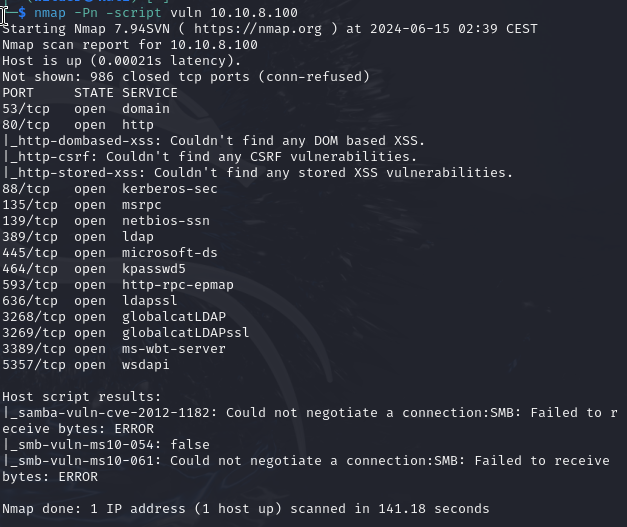 $ nmap -Pn -script vuln 10.10.8.100
Starting Nmap 7.94SVN ( https://nmap.org ) at 2024-06-15 02:39 CEST
Nmap scan report for 10.10.8.100
Host is up (0.00021s latency).
Not shown: 986 closed tcp ports (conn-refused)
PORT     STATE SERVICE
53/tcp   open  domain
80/tcp   open  http
|_http-dombased-xss: Couldn't find any DOM based XSS.
|_http-csrf: Couldn't find any CSRF vulnerabilities.
|_http-stored-xss: Couldn't find any stored XSS vulnerabilities.
88/tcp   open  kerberos-sec
135/tcp  open  msrpc
139/tcp  open  netbios-ssn
389/tcp  open  ldap
445/tcp  open  microsoft-ds
464/tcp  open  kpasswd5
593/tcp  open  http-rpc-epmap
636/tcp  open  ldapssl
3268/tcp open  globalcatLDAP
3269/tcp open  globalcatLDAPssl
3389/tcp open  ms-wbt-server
5357/tcp open  wsdapi
Host script results:
|_samba-vuln-cve-2012-1182: Could not negotiate a connection:SMB: Failed to r
eceive bytes: ERROR
|_smb-vuln-ms10-054: false
|_smb-vuln-ms10-061: Could not negotiate a connection:SMB: Failed to receive
bytes: ERROR
Nmap done: 1 IP address (1 host up) scanned in 141.18 seconds